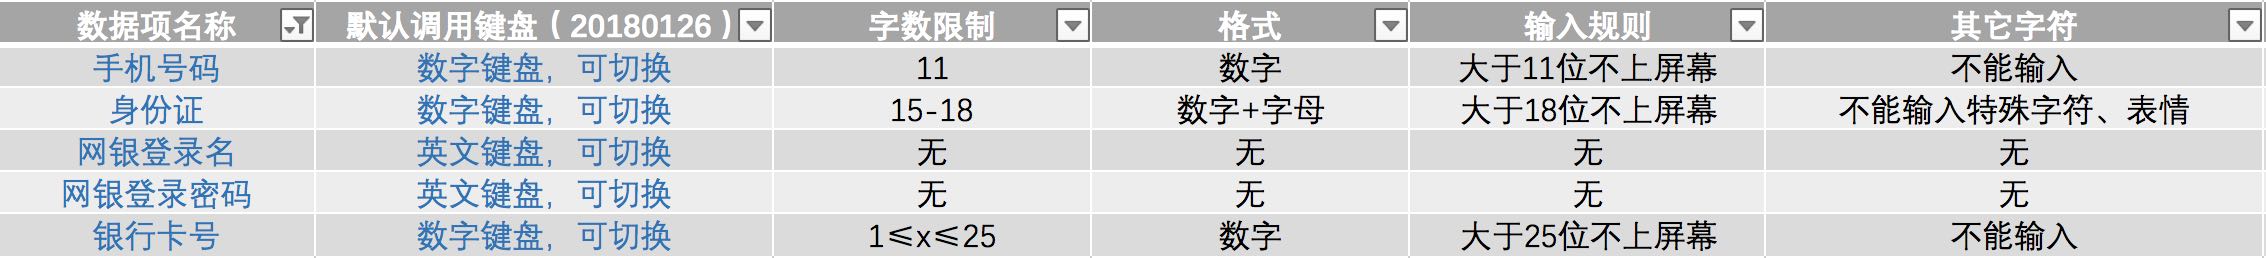 数据项名称 默认调用键盘（20180126） 字数限制 格式 输入规则 其它字符
手机号码 数字键盘，可切换 11 数字 大于11位不上屏幕 不能输入
身份证 数字键盘，可切换 15-18 数字+字母 大于18位不上屏幕 不能输入特殊字符、表情
网银登录名 英文键盘，可切换 无 无 无 无
网银登录密码 英文键盘，可切换 无 无 无 无
银行卡号 数字键盘，可切换 1≤x≤25 数字 大于25位不上屏幕 不能输入